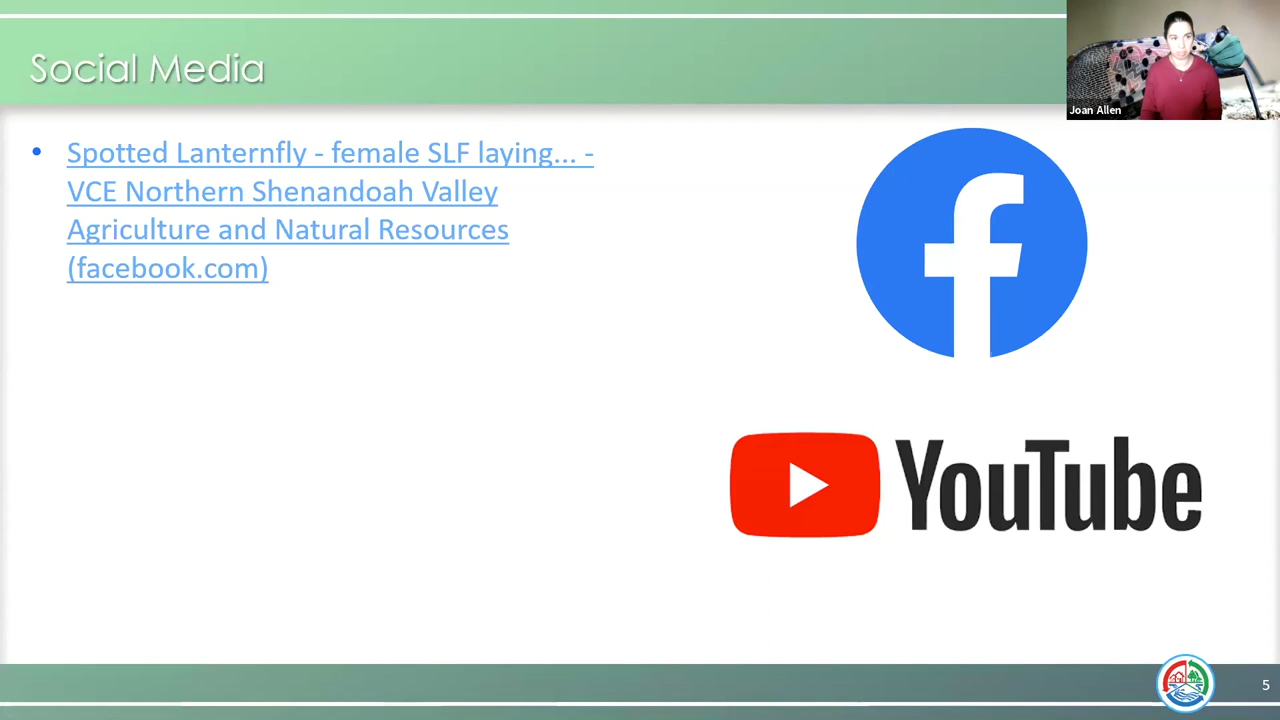 Social Media
Joan Allen
• Spotted Lanternfly - female SLF laying... -
VCE Northern Shenandoah Valley
Agriculture and Natural Resources
(facebook.com)
f
YouTube
5